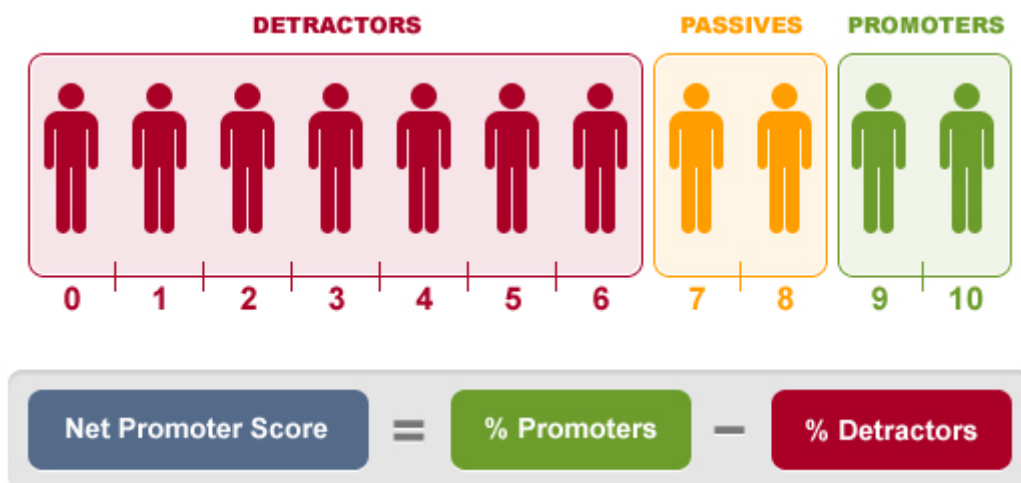 DETRACTORS PASSIVES PROMOTERS
0 1 2 3 4 5 6 7 8 9 10
Net Promoter Score = % Promoters − % Detractors